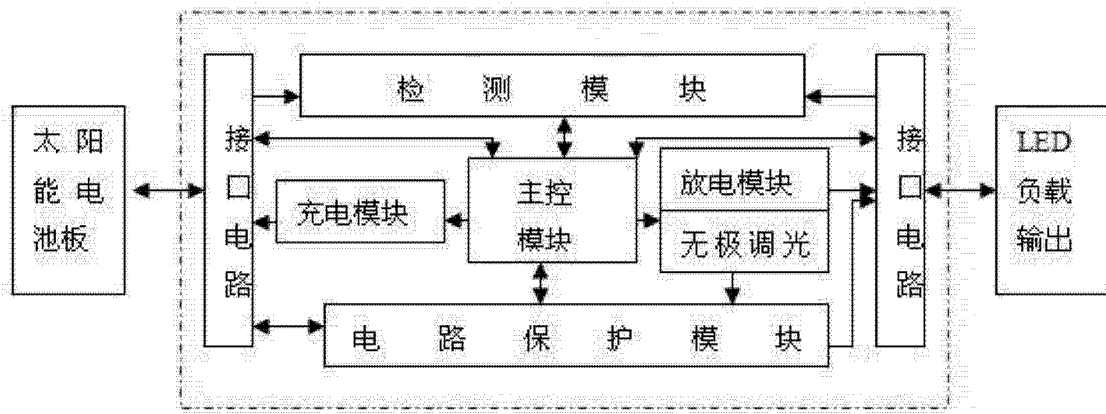 太阳
能电
池板
接口电路
检测模块
主控
模块
充电模块
放电模块
无极调光
电路保护模块
接口电路
LED
负载
输出